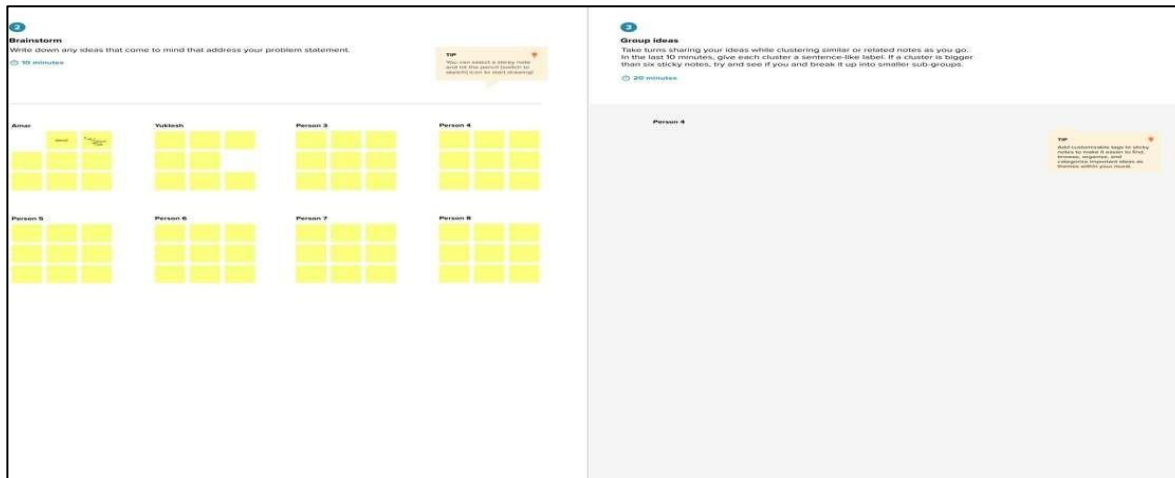 2
Brainstorm
Write down any ideas that come to mind that address your problem statement.
10 minutes
TIP
You can select a sticky note
and hit the pencil [switch to
sketch] icon to start drawing!
Amar
Yuktesh
Person 3
Person 4
Person 5
Person 6
Person 7
Person 8
3
Group ideas
Take turns sharing your ideas while clustering similar or related notes as you go.
In the last 10 minutes, give each cluster a sentence-like label. If a cluster is bigger
than six sticky notes, try and see if you and break it up into smaller sub-groups.
20 minutes
Person 4
TIP
Add customizable tags to sticky
notes to make it easier to find,
browse, organize, and
categorize important ideas as
themes within your mural.